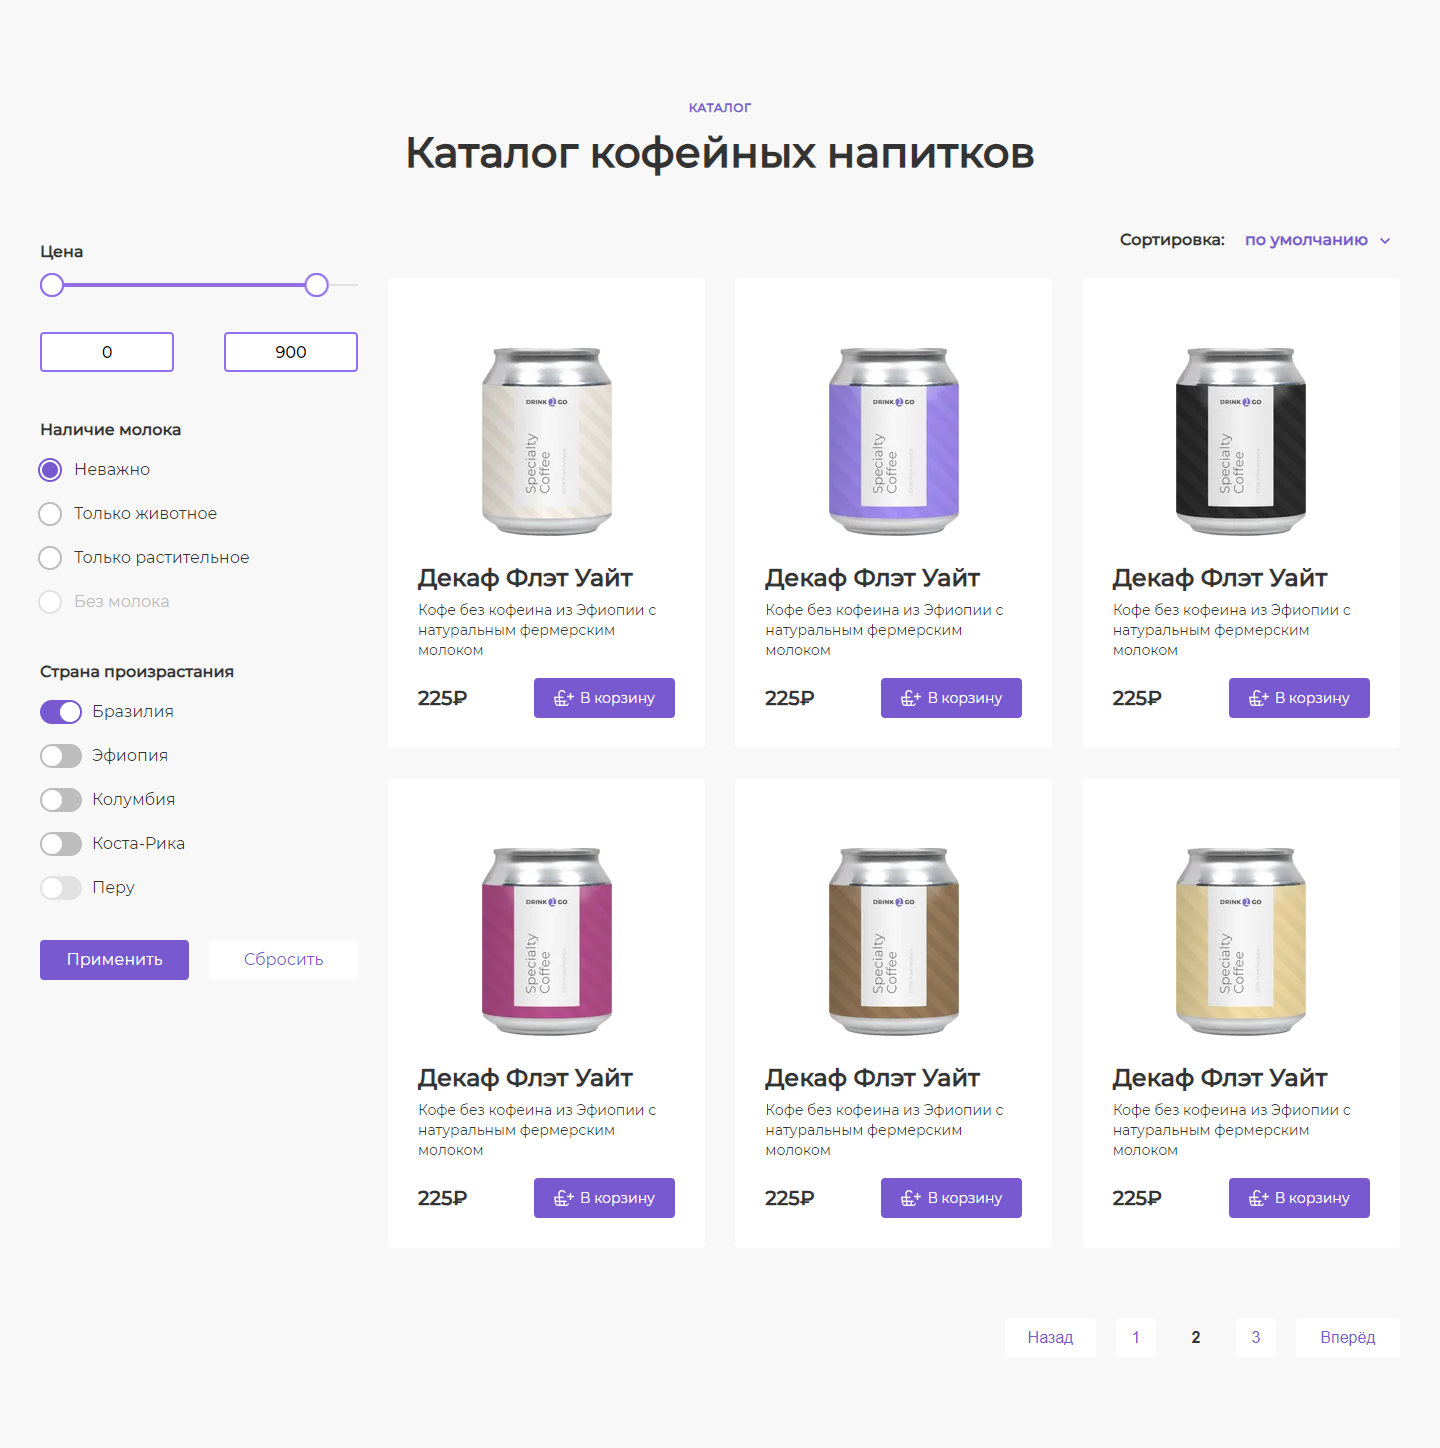 КАТАЛОГ
Каталог кофейных напитков
Сортировка: по умолчанию
Цена
0 900
Наличие молока
Неважно
Только животное
Только растительное
Без молока
Страна произрастания
Бразилия
Эфиопия
Колумбия
Коста-Рика
Перу
Применить Сбросить
DRINK 2 GO
Specialty
Coffee
Декаф Флэт Уайт
Кофе без кофеина из Эфиопии с
натуральным фермерским
молоком
225₽ В корзину
DRINK 2 GO
Specialty
Coffee
Декаф Флэт Уайт
Кофе без кофеина из Эфиопии с
натуральным фермерским
молоком
225₽ В корзину
DRINK 2 GO
Specialty
Coffee
Декаф Флэт Уайт
Кофе без кофеина из Эфиопии с
натуральным фермерским
молоком
225₽ В корзину
DRINK 2 GO
Specialty
Coffee
Декаф Флэт Уайт
Кофе без кофеина из Эфиопии с
натуральным фермерским
молоком
225₽ В корзину
DRINK 2 GO
Specialty
Coffee
Декаф Флэт Уайт
Кофе без кофеина из Эфиопии с
натуральным фермерским
молоком
225₽ В корзину
DRINK 2 GO
Specialty
Coffee
Декаф Флэт Уайт
Кофе без кофеина из Эфиопии с
натуральным фермерским
молоком
225₽ В корзину
Назад 1 2 3 Вперёд